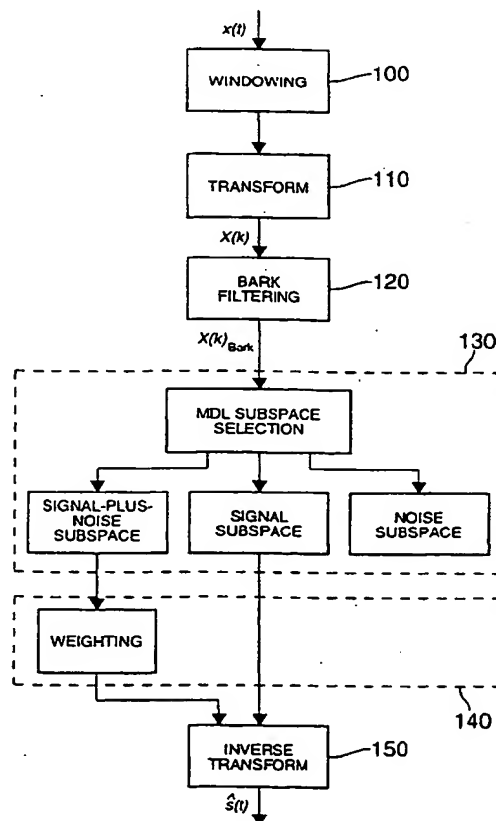 x(t)
WINDOWING
100
TRANSFORM
110
X(k)
BARK
FILTERING
120
X(k)Bark
130
MDL SUBSPACE
SELECTION
SIGNAL-PLUS-
NOISE
SUBSPACE
SIGNAL
SUBSPACE
NOISE
SUBSPACE
WEIGHTING
140
INVERSE
TRANSFORM
150
ŝ(t)